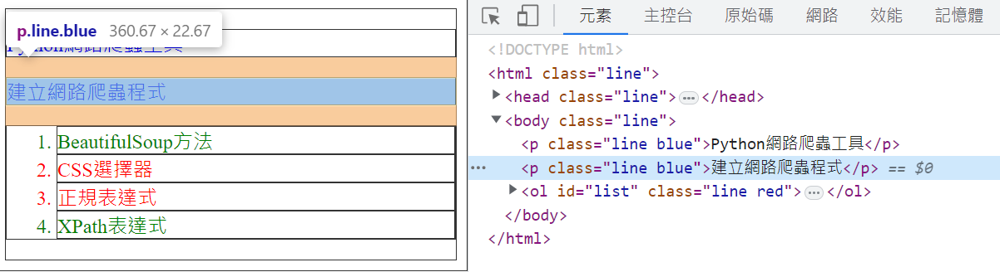 p.line.blue 360.67 × 22.67
Python網路爬蟲工具
建立網路爬蟲程式
1. BeautifulSoup方法
2. CSS選擇器
3. 正規表達式
4. XPath表達式
元素 主控台 原始碼 網路 效能 記憶體
<!DOCTYPE html>
<html class="line">
<head class="line">…</head>
<body class="line">
<p class="line blue">Python網路爬蟲工具</p>
<p class="line blue">建立網路爬蟲程式</p> == $0
<ol id="list" class="line red">…</ol>
</body>
</html>